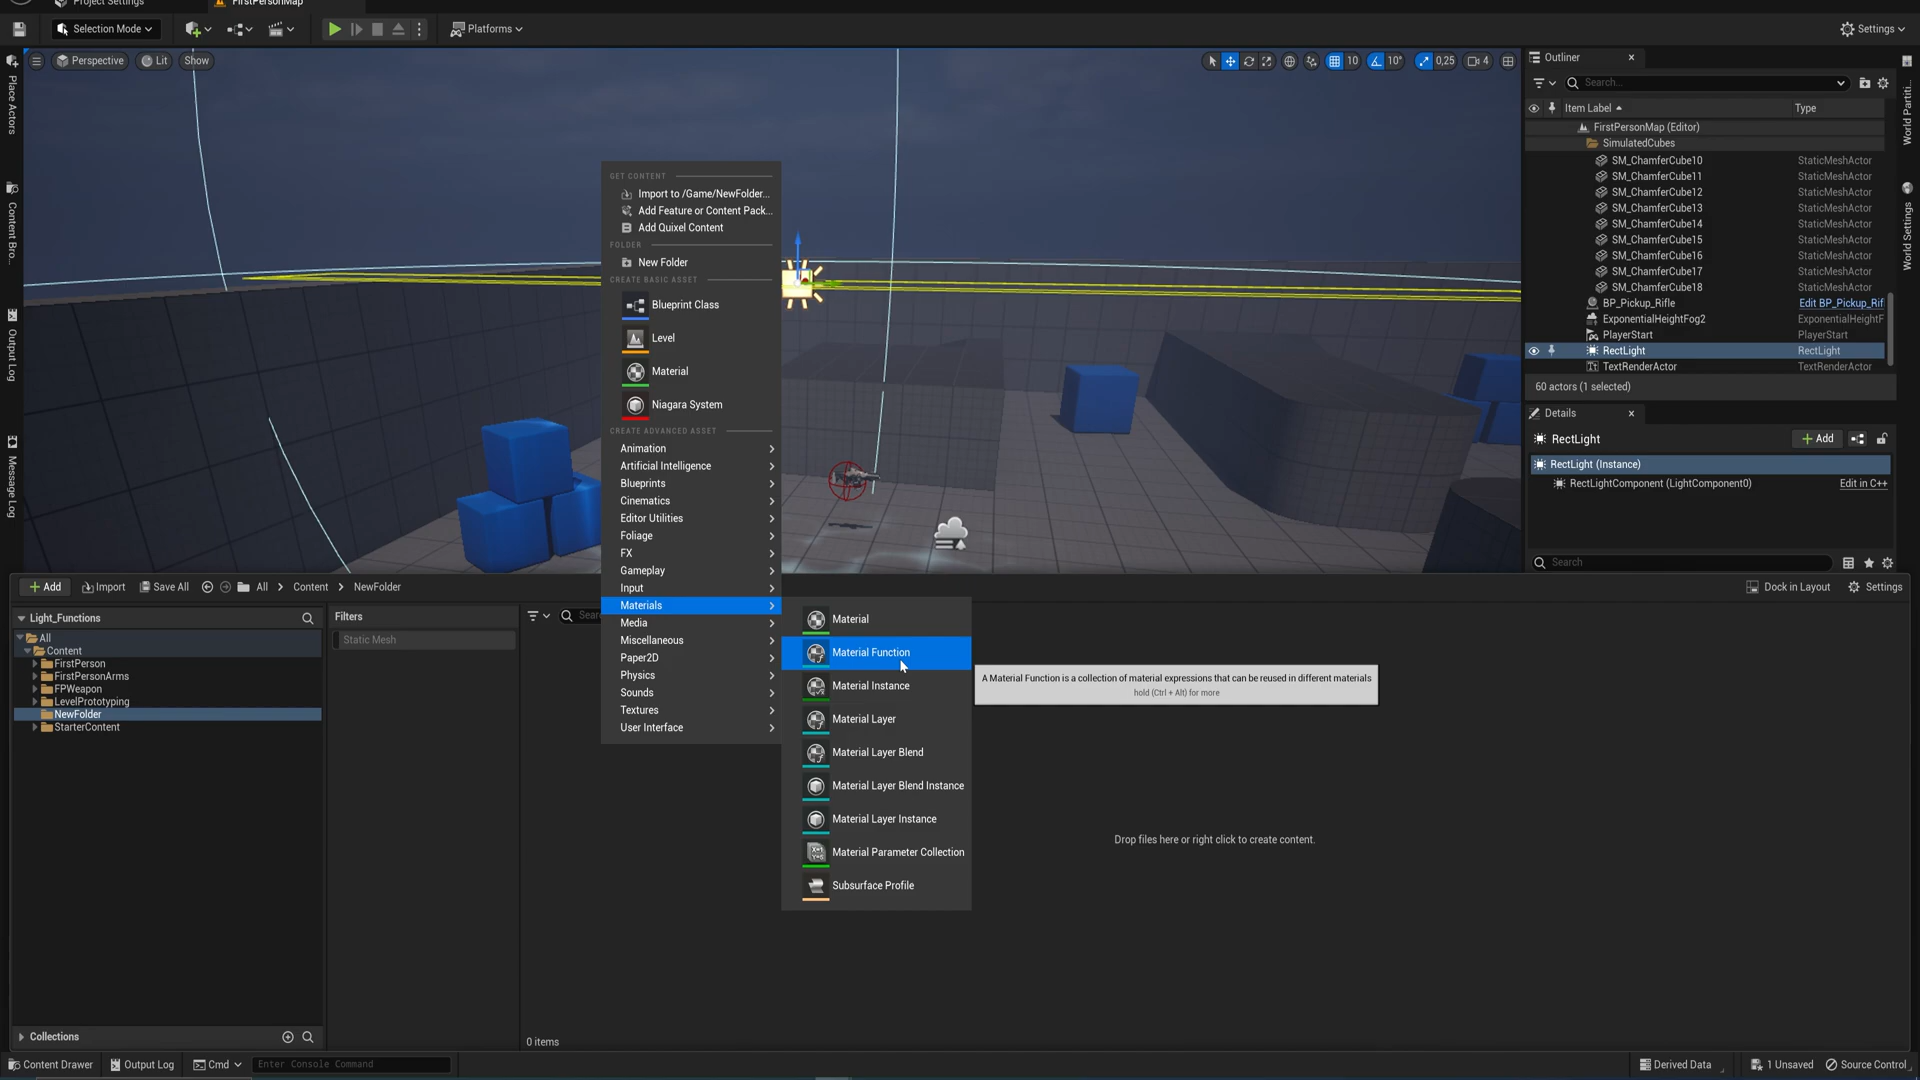 Project Settings
FirstPersonMap
Selection Mode
Platforms
Settings
Perspective
Lit
Show
10
10°
0,25
4
Place Actors
Content Bro...
Output Log
Message Log
GET CONTENT
Import to /Game/NewFolder...
Add Feature or Content Pack...
Add Quixel Content
FOLDER
New Folder
CREATE BASIC ASSET
Blueprint Class
Level
Material
Niagara System
CREATE ADVANCED ASSET
Animation
Artificial Intelligence
Blueprints
Cinematics
Editor Utilities
Foliage
FX
Gameplay
Input
Materials
Media
Miscellaneous
Paper2D
Physics
Sounds
Textures
User Interface
Material
Material Function
Material Instance
Material Layer
Material Layer Blend
Material Layer Blend Instance
Material Layer Instance
Material Parameter Collection
Subsurface Profile
A Material Function is a collection of material expressions that can be reused in different materials
hold (Ctrl + Alt) for more
Outliner
Search...
Item Label
Type
FirstPersonMap (Editor)
SimulatedCubes
SM_ChamferCube10 StaticMeshActor
SM_ChamferCube11 StaticMeshActor
SM_ChamferCube12 StaticMeshActor
SM_ChamferCube13 StaticMeshActor
SM_ChamferCube14 StaticMeshActor
SM_ChamferCube15 StaticMeshActor
SM_ChamferCube16 StaticMeshActor
SM_ChamferCube17 StaticMeshActor
SM_ChamferCube18 StaticMeshActor
BP_Pickup_Rifle Edit BP_Pickup_Rif
ExponentialHeightFog2 ExponentialHeightF
PlayerStart PlayerStart
RectLight RectLight
TextRenderActor TextRenderActor
60 actors (1 selected)
World Partiti...
World Settings
Details
RectLight
Add
RectLight (Instance)
RectLightComponent (LightComponent0) Edit in C++
Search
Add
Import
Save All
All
Content
NewFolder
Dock in Layout
Settings
Light_Functions
All
Content
FirstPerson
FirstPersonArms
FPWeapon
LevelPrototyping
NewFolder
StarterContent
Filters
Static Mesh
Sear
Drop files here or right click to create content.
Collections
0 items
Content Drawer
Output Log
Cmd
Enter Console Command
Derived Data
1 Unsaved
Source Control